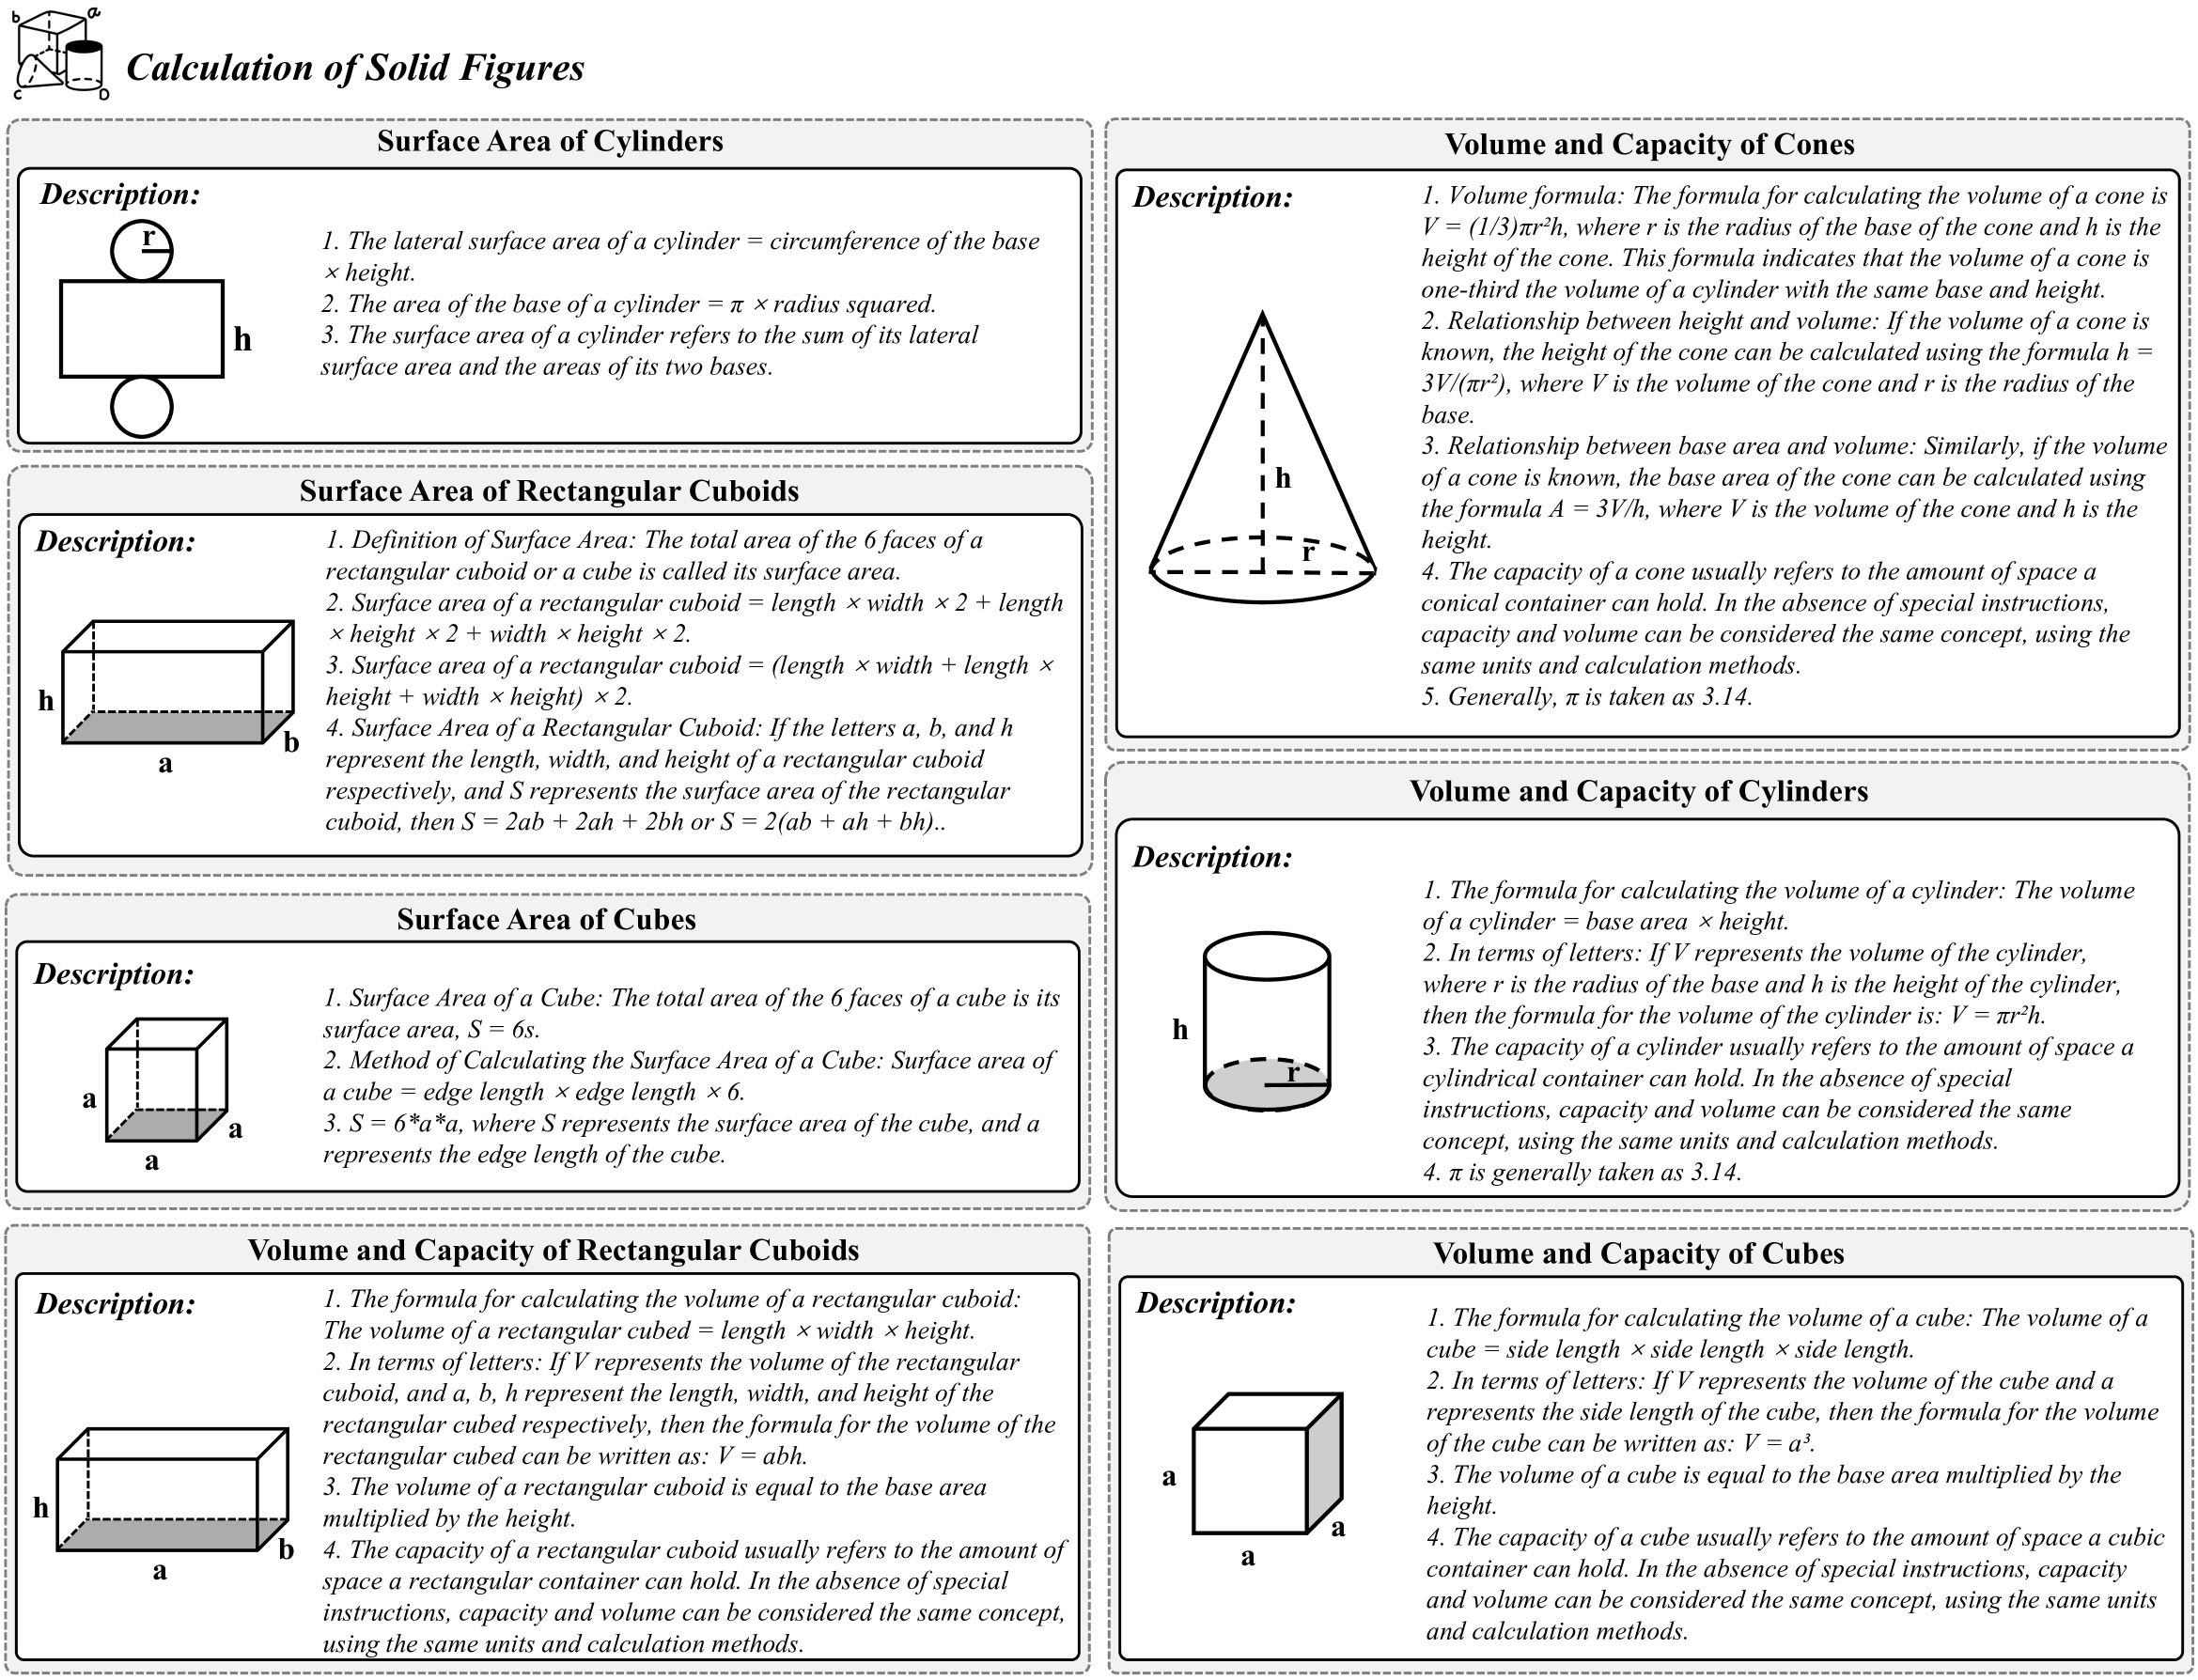 b a
c D
Calculation of Solid Figures
Surface Area of Cylinders
Description:
r
h
1. The lateral surface area of a cylinder = circumference of the base
× height.
2. The area of the base of a cylinder = π × radius squared.
3. The surface area of a cylinder refers to the sum of its lateral
surface area and the areas of its two bases.
Surface Area of Rectangular Cuboids
Description:
h
b
a
1. Definition of Surface Area: The total area of the 6 faces of a
rectangular cuboid or a cube is called its surface area.
2. Surface area of a rectangular cuboid = length × width × 2 + length
× height × 2 + width × height × 2.
3. Surface area of a rectangular cuboid = (length × width + length ×
height + width × height) × 2.
4. Surface Area of a Rectangular Cuboid: If the letters a, b, and h
represent the length, width, and height of a rectangular cuboid
respectively, and S represents the surface area of the rectangular
cuboid, then S = 2ab + 2ah + 2bh or S = 2(ab + ah + bh)..
Surface Area of Cubes
Description:
a
a
a
1. Surface Area of a Cube: The total area of the 6 faces of a cube is its
surface area, S = 6s.
2. Method of Calculating the Surface Area of a Cube: Surface area of
a cube = edge length × edge length × 6.
3. S = 6*a*a, where S represents the surface area of the cube, and a
represents the edge length of the cube.
Volume and Capacity of Rectangular Cuboids
Description:
h
b
a
1. The formula for calculating the volume of a rectangular cuboid:
The volume of a rectangular cubed = length × width × height.
2. In terms of letters: If V represents the volume of the rectangular
cuboid, and a, b, h represent the length, width, and height of the
rectangular cubed respectively, then the formula for the volume of the
rectangular cubed can be written as: V = abh.
3. The volume of a rectangular cuboid is equal to the base area
multiplied by the height.
4. The capacity of a rectangular cuboid usually refers to the amount of
space a rectangular container can hold. In the absence of special
instructions, capacity and volume can be considered the same concept,
using the same units and calculation methods.
Volume and Capacity of Cones
Description:
h
r
1. Volume formula: The formula for calculating the volume of a cone is
V = (1/3)πr²h, where r is the radius of the base of the cone and h is the
height of the cone. This formula indicates that the volume of a cone is
one-third the volume of a cylinder with the same base and height.
2. Relationship between height and volume: If the volume of a cone is
known, the height of the cone can be calculated using the formula h =
3V/(πr²), where V is the volume of the cone and r is the radius of the
base.
3. Relationship between base area and volume: Similarly, if the volume
of a cone is known, the base area of the cone can be calculated using
the formula A = 3V/h, where V is the volume of the cone and h is the
height.
4. The capacity of a cone usually refers to the amount of space a
conical container can hold. In the absence of special instructions,
capacity and volume can be considered the same concept, using the
same units and calculation methods.
5. Generally, π is taken as 3.14.
Volume and Capacity of Cylinders
Description:
h
r
1. The formula for calculating the volume of a cylinder: The volume
of a cylinder = base area × height.
2. In terms of letters: If V represents the volume of the cylinder,
where r is the radius of the base and h is the height of the cylinder,
then the formula for the volume of the cylinder is: V = πr²h.
3. The capacity of a cylinder usually refers to the amount of space a
cylindrical container can hold. In the absence of special
instructions, capacity and volume can be considered the same
concept, using the same units and calculation methods.
4. π is generally taken as 3.14.
Volume and Capacity of Cubes
Description:
a
a
a
1. The formula for calculating the volume of a cube: The volume of a
cube = side length × side length × side length.
2. In terms of letters: If V represents the volume of the cube and a
represents the side length of the cube, then the formula for the volume
of the cube can be written as: V = a³.
3. The volume of a cube is equal to the base area multiplied by the
height.
4. The capacity of a cube usually refers to the amount of space a cubic
container can hold. In the absence of special instructions, capacity
and volume can be considered the same concept, using the same units
and calculation methods.